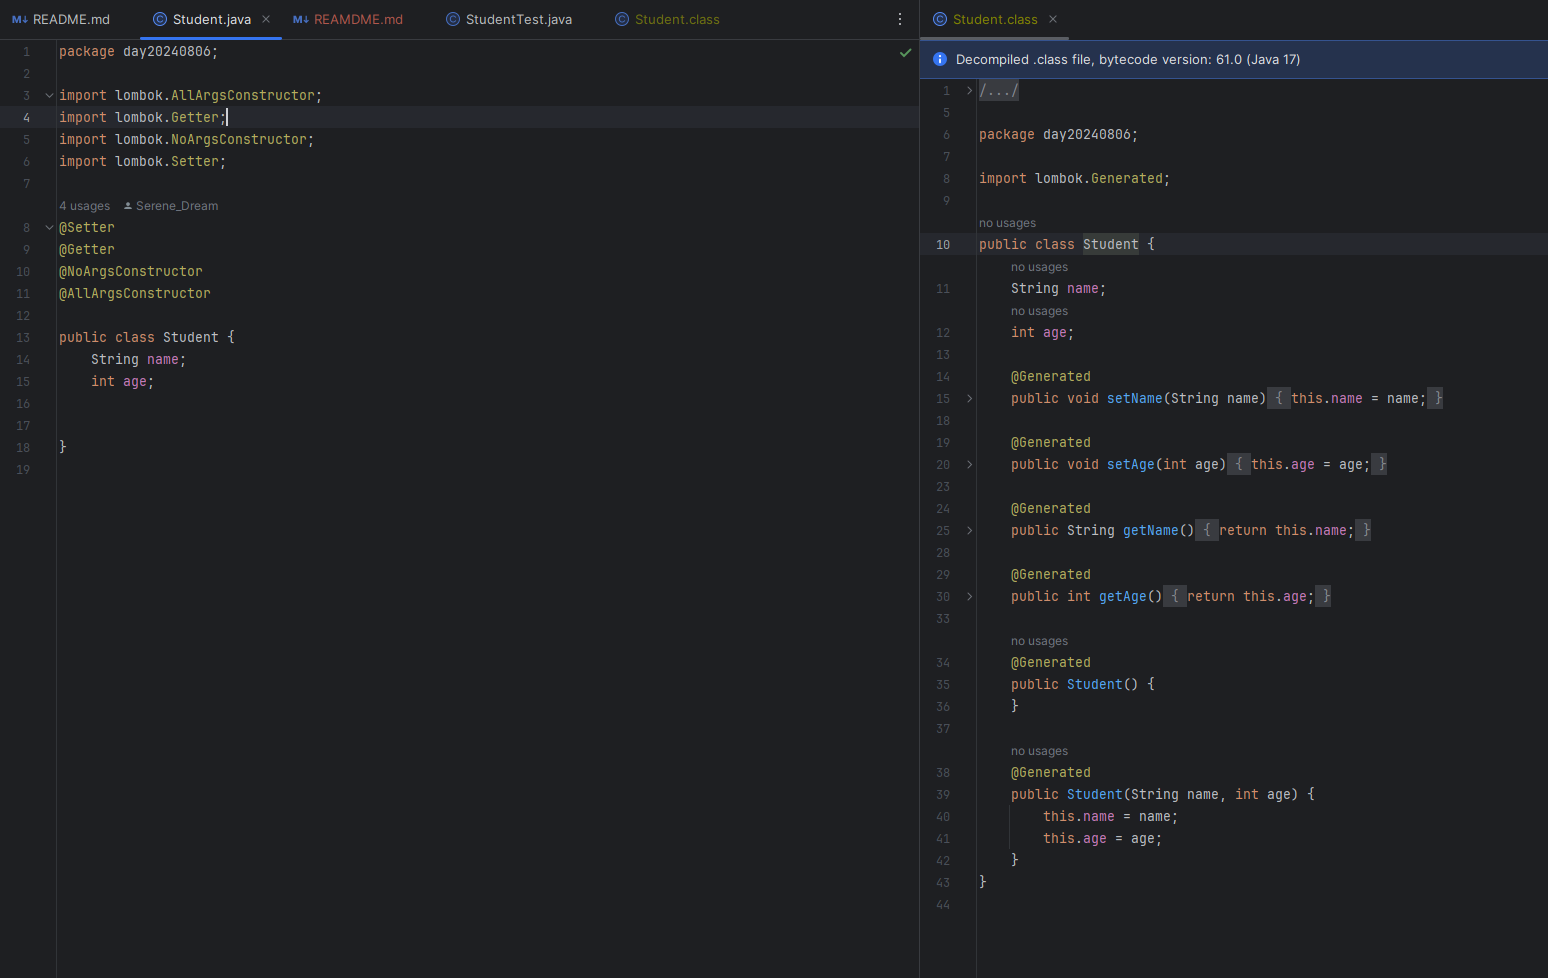 README.md
Student.java
REAMDME.md
StudentTest.java
Student.class
1 package day20240806;
2
3 import lombok.AllArgsConstructor;
4 import lombok.Getter;
5 import lombok.NoArgsConstructor;
6 import lombok.Setter;
7
4 usages Serene_Dream
8 @Setter
9 @Getter
10 @NoArgsConstructor
11 @AllArgsConstructor
12
13 public class Student {
14 String name;
15 int age;
16
17
18 }
19
Student.class
Decompiled .class file, bytecode version: 61.0 (Java 17)
1 /.../
5
6 package day20240806;
7
8 import lombok.Generated;
9
no usages
10 public class Student {
no usages
11 String name;
no usages
12 int age;
13
14 @Generated
15 public void setName(String name) { this.name = name; }
18
19 @Generated
20 public void setAge(int age) { this.age = age; }
23
24 @Generated
25 public String getName() { return this.name; }
28
29 @Generated
30 public int getAge() { return this.age; }
33
no usages
34 @Generated
35 public Student() {
36 }
37
no usages
38 @Generated
39 public Student(String name, int age) {
40 this.name = name;
41 this.age = age;
42 }
43 }
44